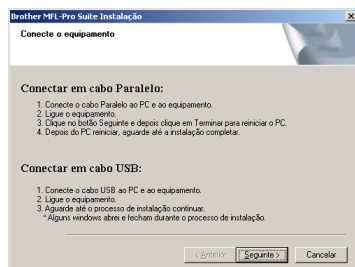 Brother MFL-Pro Suite Instalação
Conecte o equipamento
Conectar em cabo Paralelo:
1. Conecte o cabo Paralelo ao PC e ao equipamento.
2. Ligue o equipamento.
3. Clique no botão Seguinte e depois clique em Terminar para reiniciar o PC.
4. Depois do PC reiniciar, aguarde até a instalação completar.
Conectar em cabo USB:
1. Conecte o cabo USB ao PC e ao equipamento.
2. Ligue o equipamento.
3. Aguarde até o processo de instalação continuar.
* Alguns windows abrei e fecham durante o processo de instalação.
< Anterior Seguinte > Cancelar